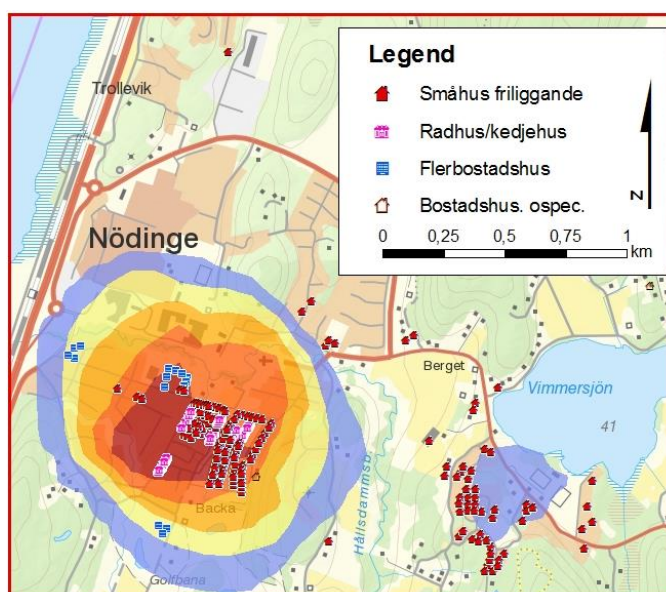 Legend
Småhus friliggande
Radhus/kedjehus
Flerbostadshus
Bostadshus. ospec.
0 0,25 0,5 0,75 1
km
N
Trollevik
Nödinge
Berget
Vimmersjön
41
Hållsdammsb.
Backa
Golfbana